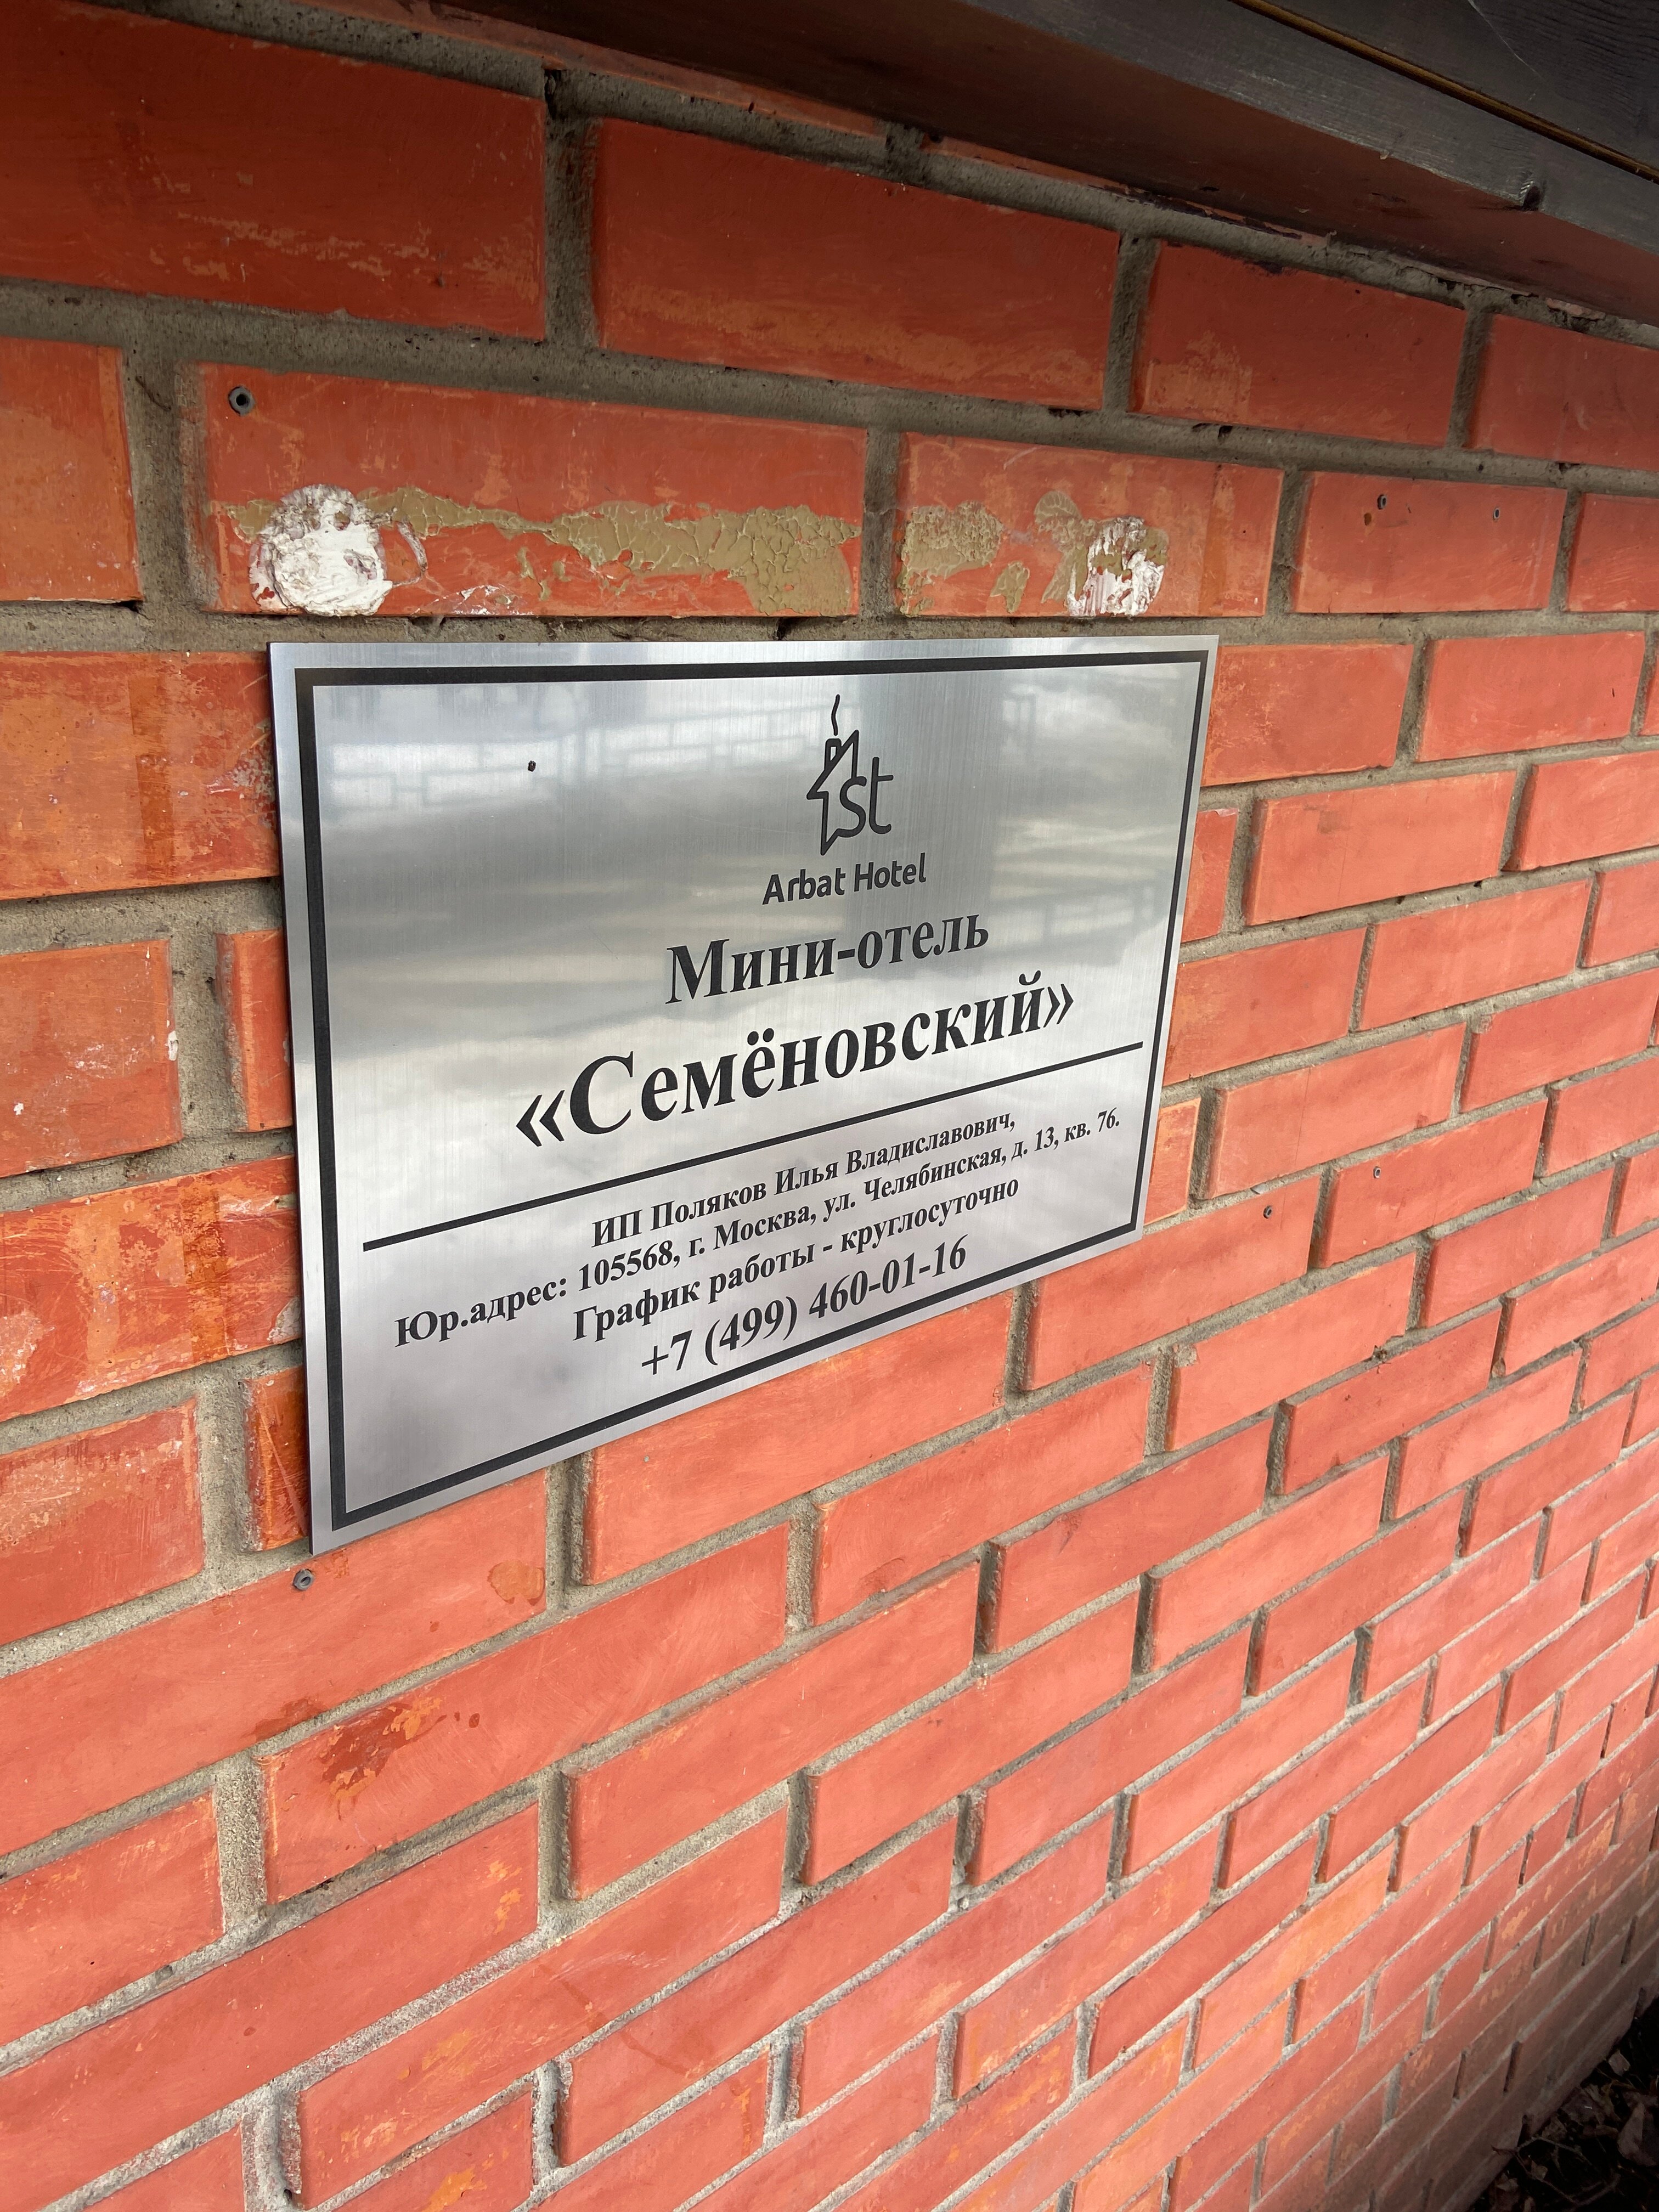 1st
Arbat Hotel
Мини-отель
«Семёновский»
ИП Поляков Илья Владиславович,
Юр.адрес: 105568, г. Москва, ул. Челябинская, д. 13, кв. 76.
График работы - круглосуточно
+7 (499) 460-01-16